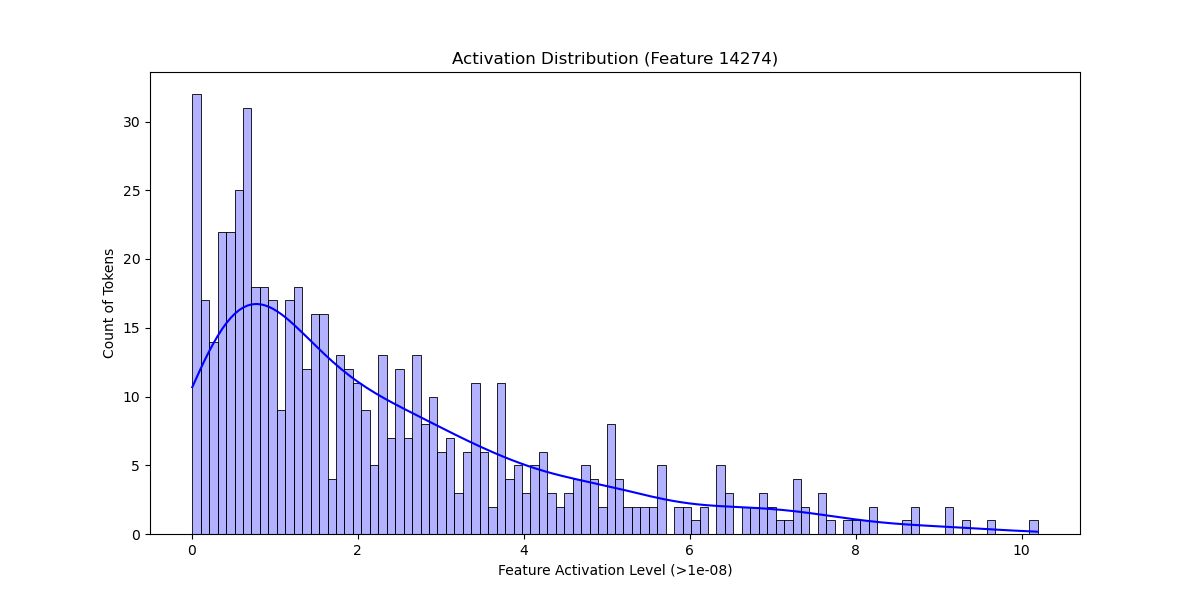 Activation Distribution (Feature 14274)
Count of Tokens
30
25
20
15
10
5
0
0 2 4 6 8 10
Feature Activation Level (>1e-08)